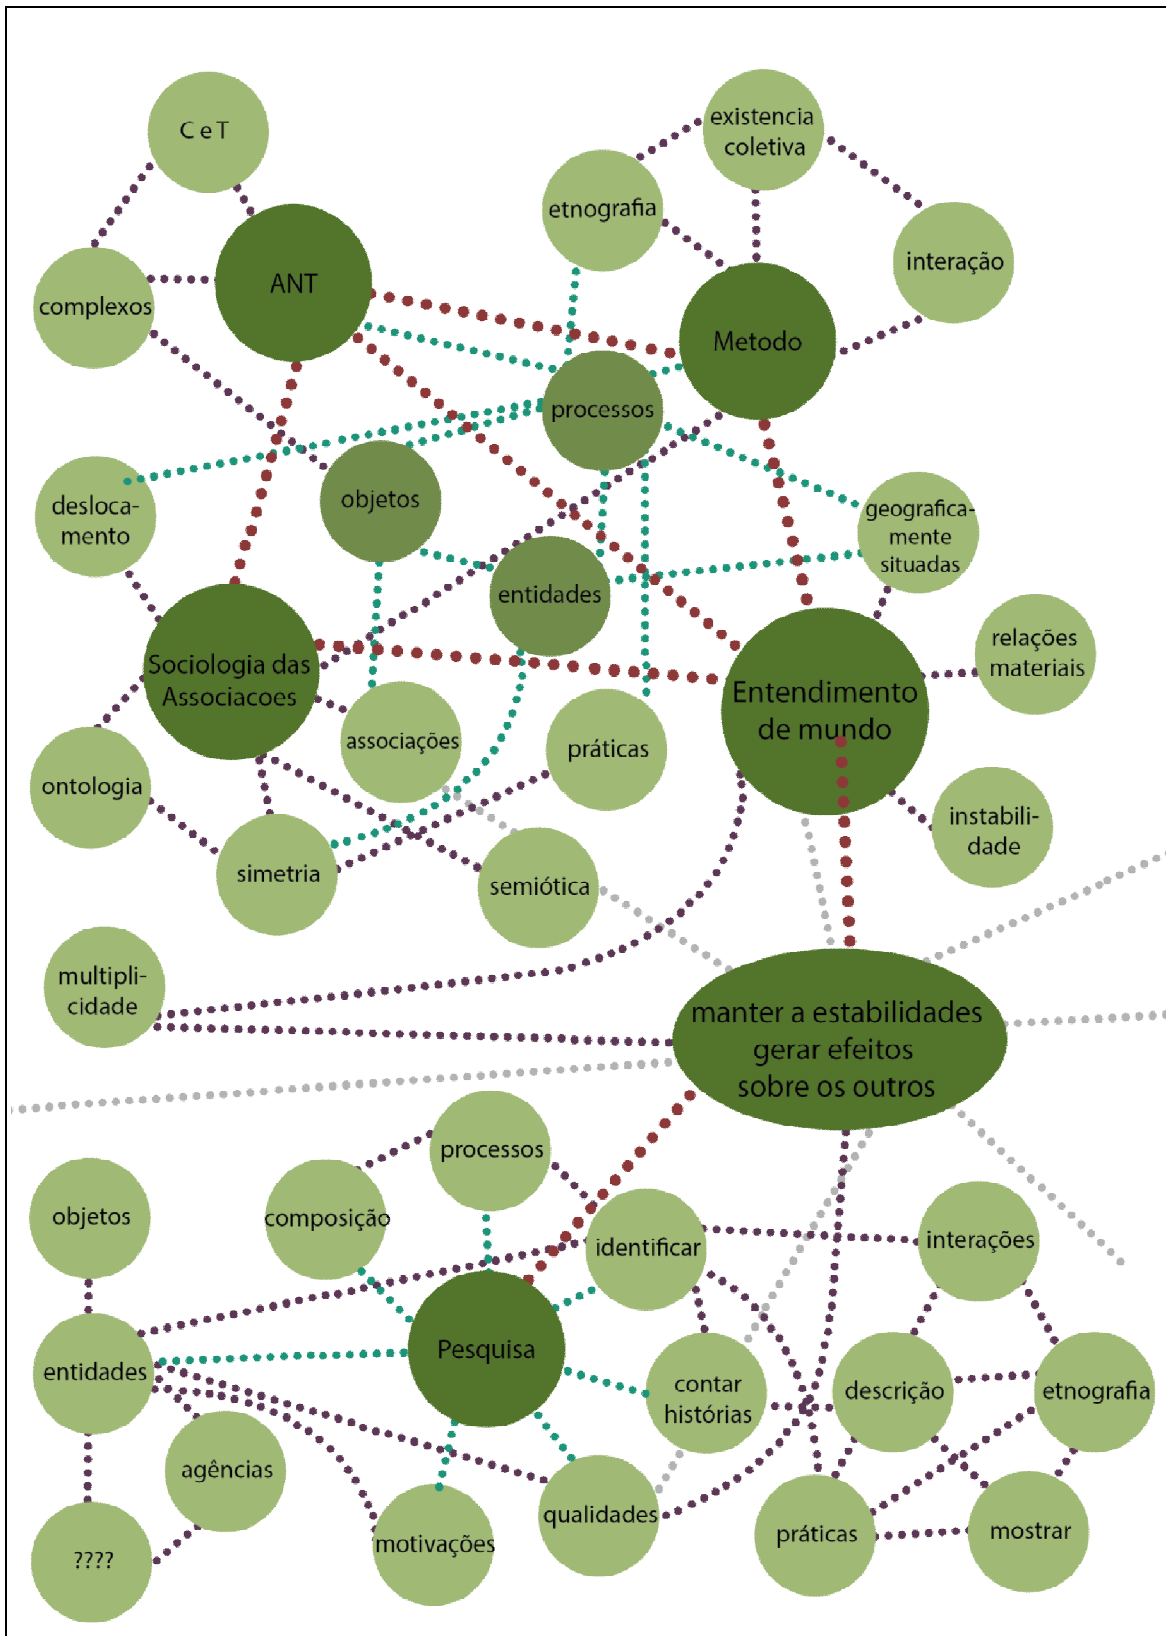 C e T
existencia
coletiva
etnografia
interação
ANT
complexos
Metodo
processos
objetos
desloca-
mento
geografica-
mente
situadas
entidades
relações
materiais
Sociologia das
Associacoes
Entendimento
de mundo
associações
práticas
ontologia
instabili-
dade
simetria
semiótica
multipli-
cidade
manter a estabilidades
gerar efeitos
sobre os outros
processos
objetos
composição
identificar
interações
entidades
Pesquisa
contar
histórias
descrição
etnografia
agências
qualidades
motivações
práticas
mostrar
????